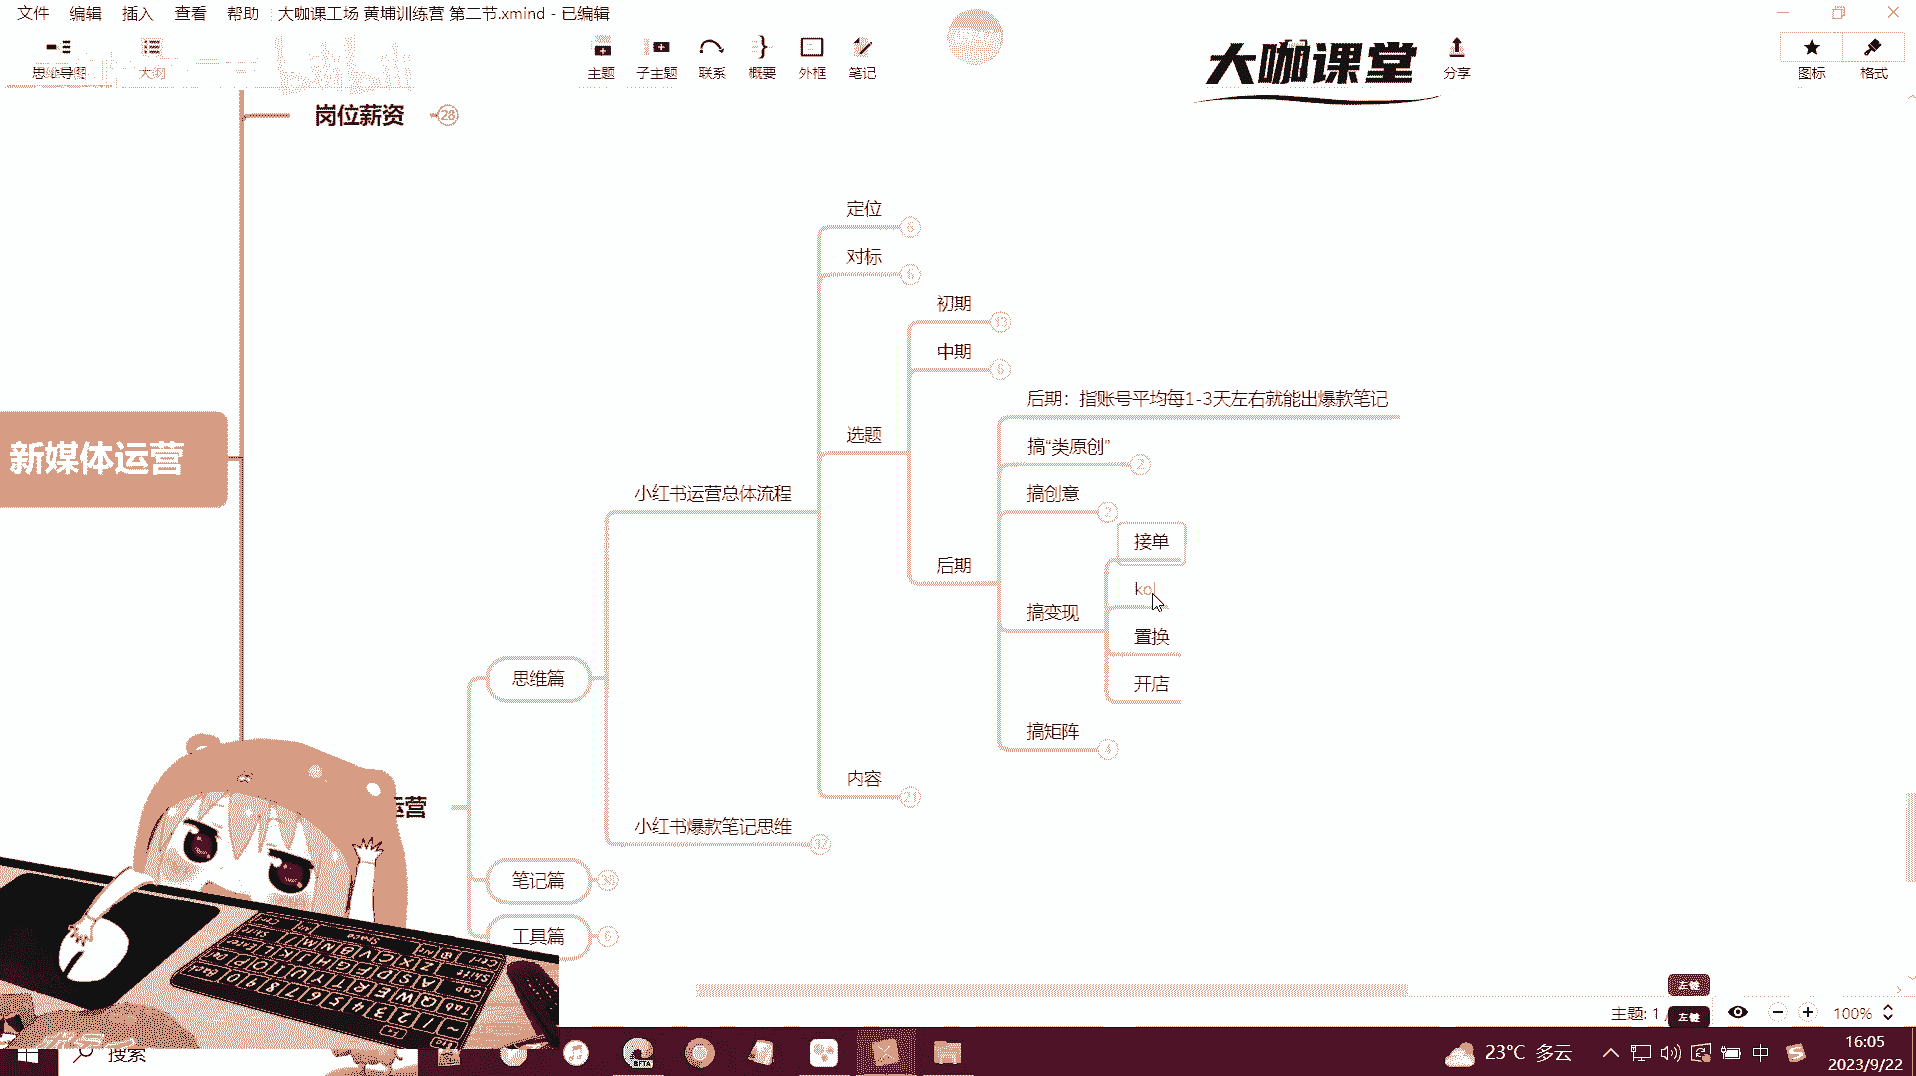 文件 编辑 插入 查看 帮助 大咖课工场 黄埔训练营 第二节.xmind - 已编辑
思维导图
大纲
主题
子主题
联系
概要
外框
笔记
大咖课堂
分享
图标
格式
bilibili
岗位薪资
28
定位
6
对标
6
初期
13
中期
6
后期：指账号平均每1-3天左右就能出爆款笔记
选题
搞“类原创”
2
新媒体运营
小红书运营总体流程
搞创意
2
接单
后期
kol
搞变现
置换
思维篇
开店
搞矩阵
4
内容
21
运营
小红书爆款笔记思维
32
笔记篇
工具篇
左键
主题: 1 /
左键
100%
搜索
BETA
23°C 多云
中
16:05
2023/9/22